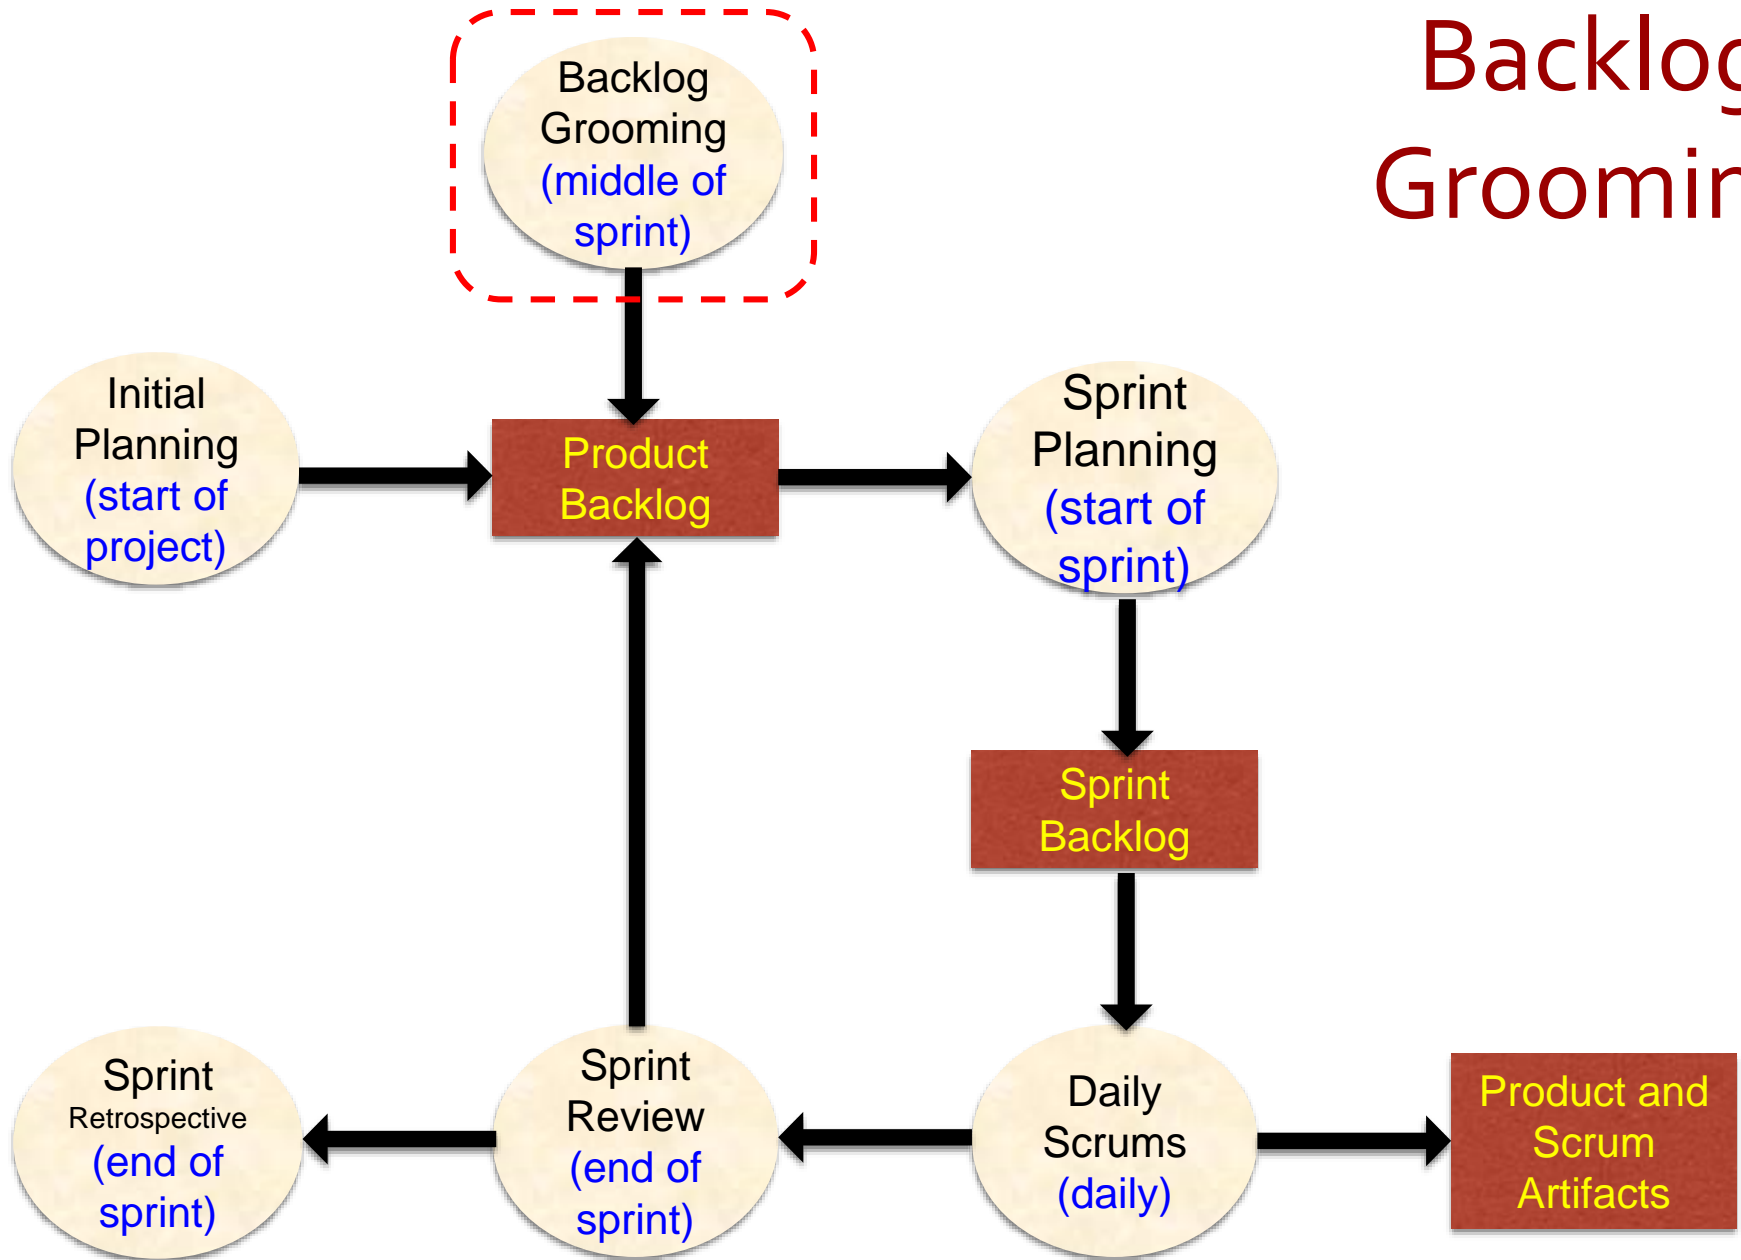 Backlog
Grooming
Backlog
Grooming
(middle of
sprint)
Initial
Planning
(start of
project)
Product
Backlog
Sprint
Planning
(start of
sprint)
Sprint
Backlog
Sprint
Retrospective
(end of
sprint)
Sprint
Review
(end of
sprint)
Daily
Scrums
(daily)
Product and
Scrum
Artifacts